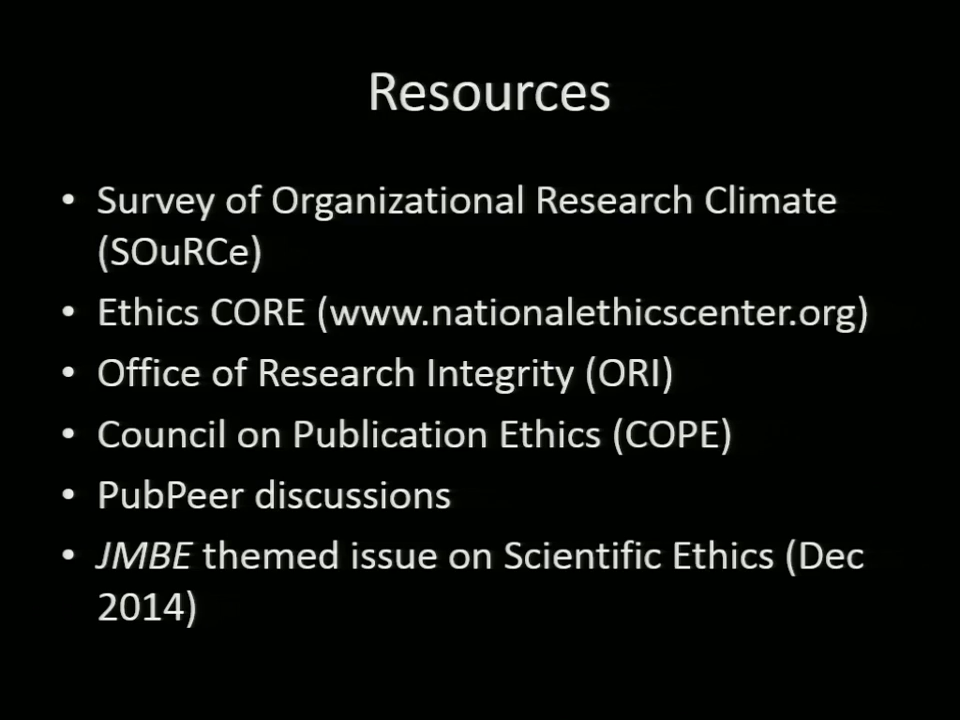 Resources
• Survey of Organizational Research Climate
(SOuRCe)
• Ethics CORE (www.nationalethicscenter.org)
• Office of Research Integrity (ORI)
• Council on Publication Ethics (COPE)
• PubPeer discussions
• JMBE themed issue on Scientific Ethics (Dec
2014)